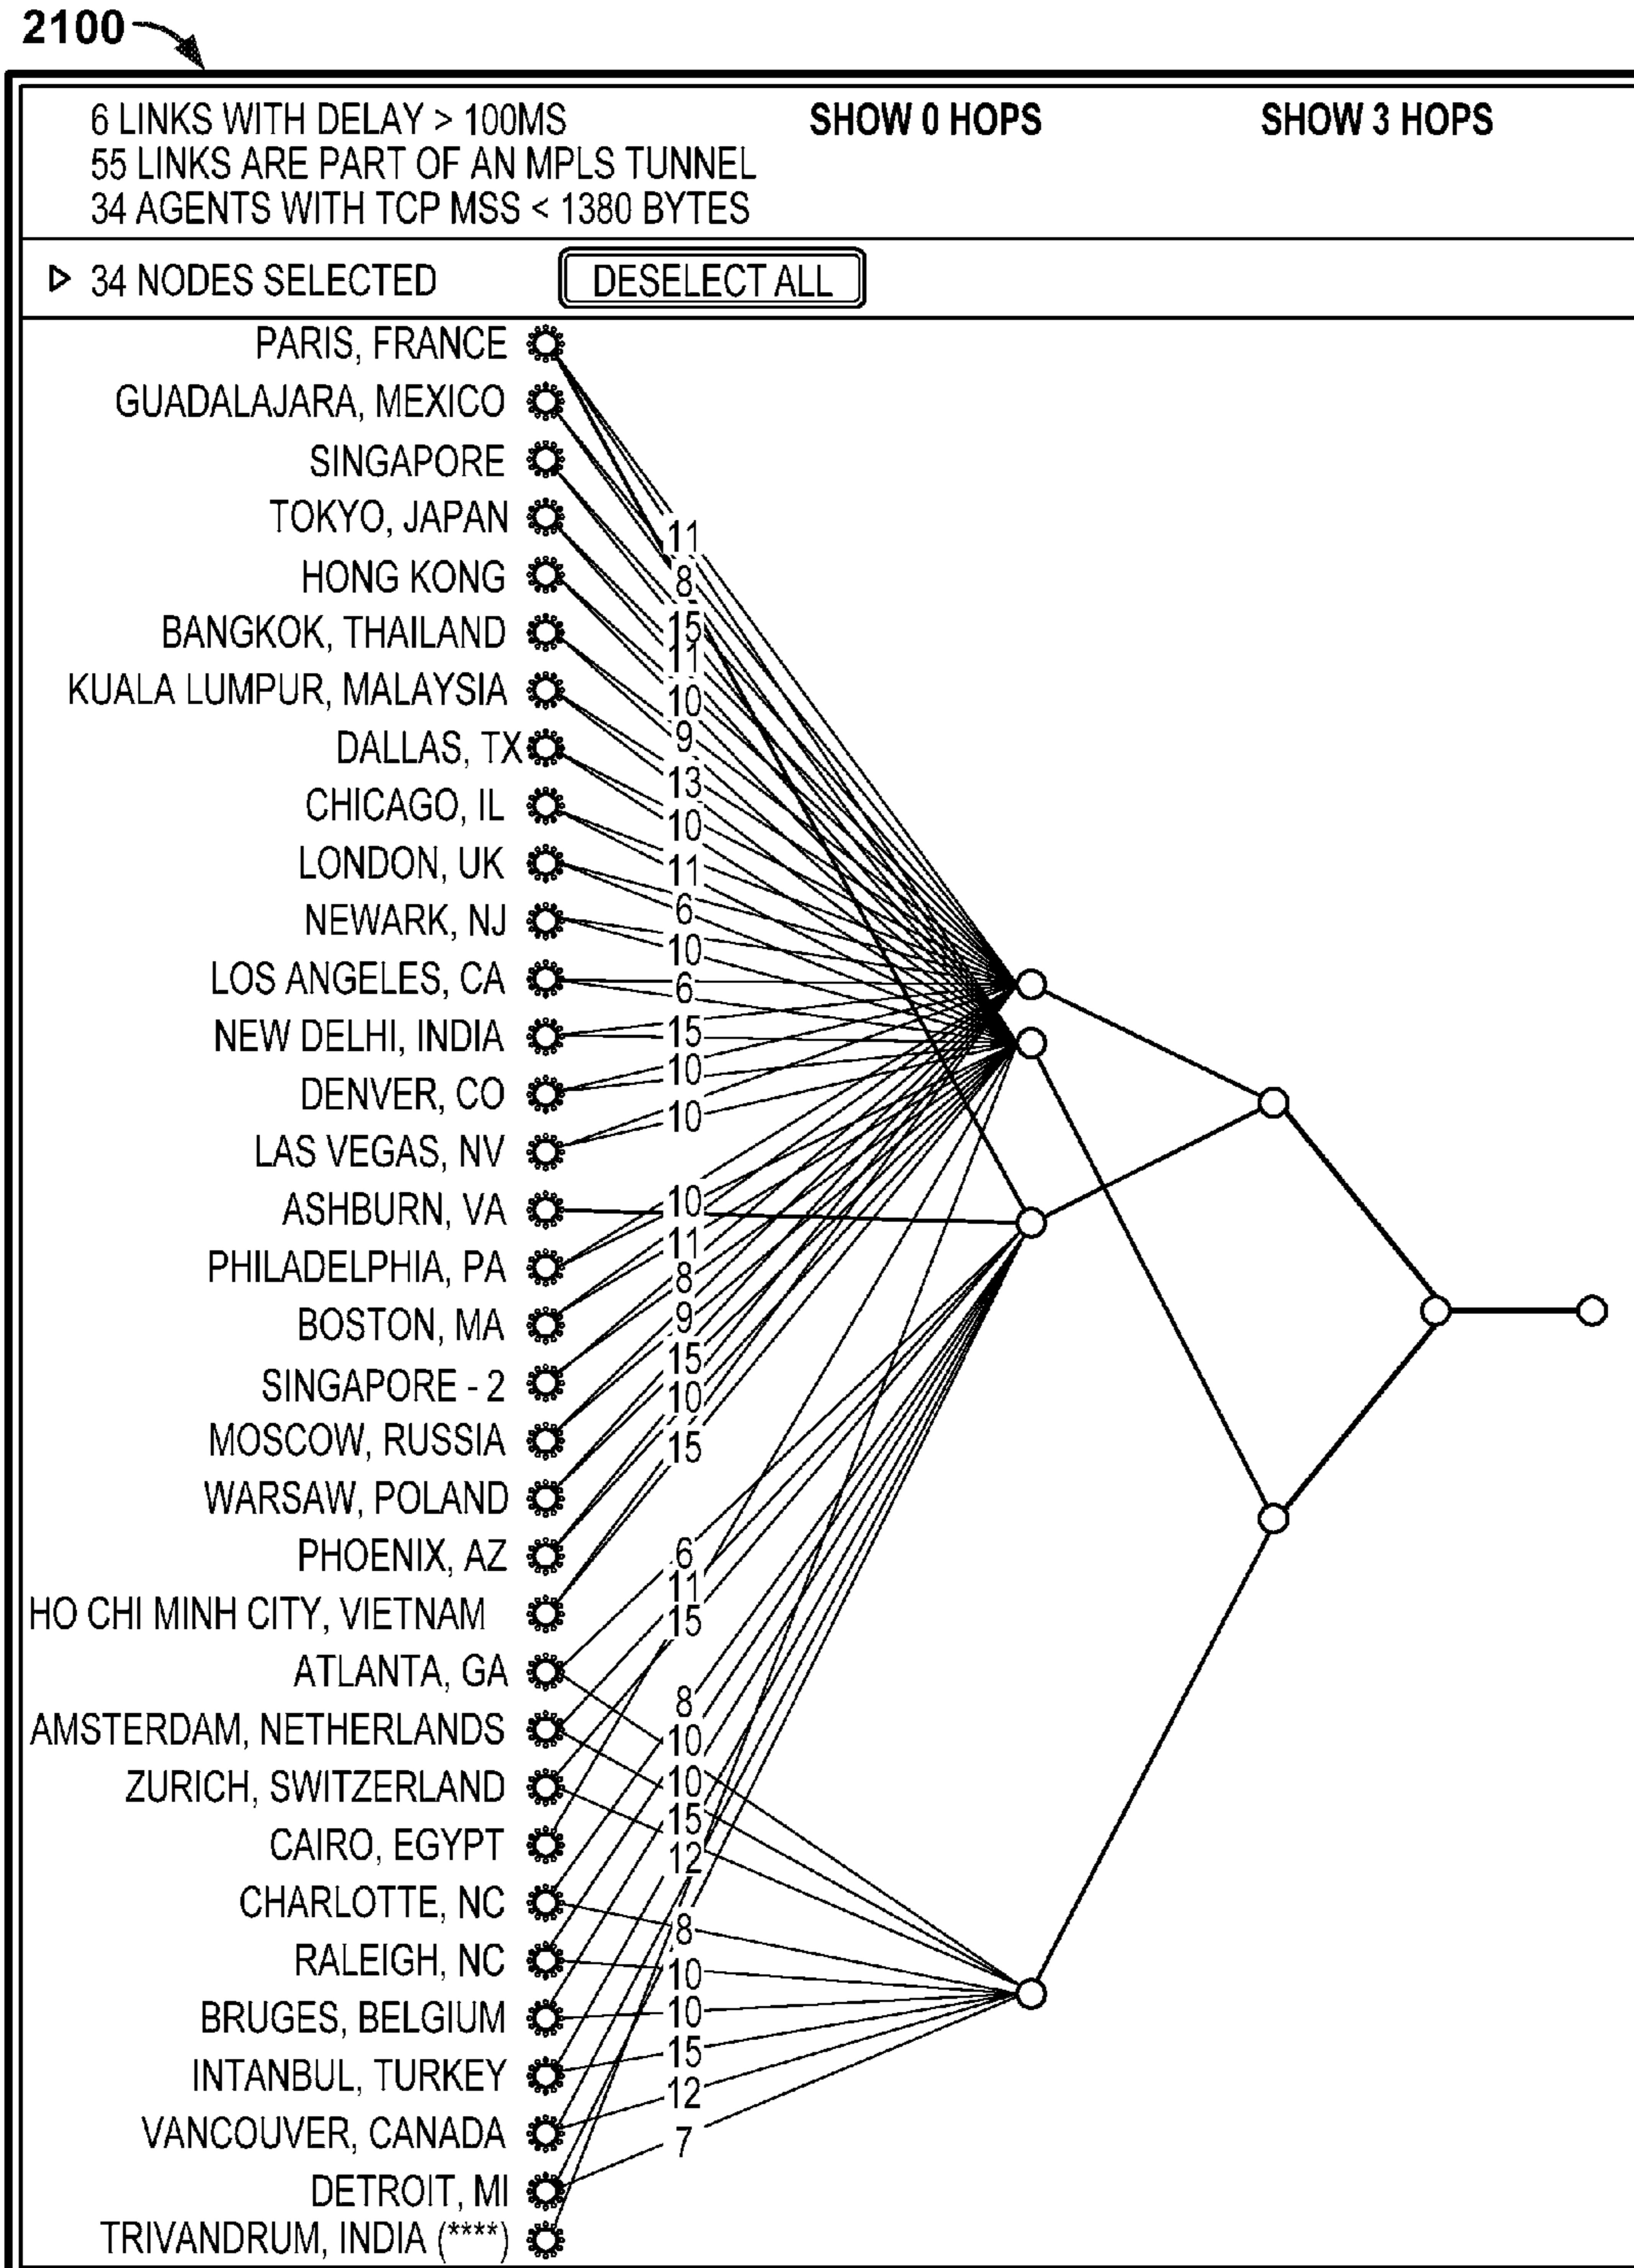 2100
6 LINKS WITH DELAY > 100MS SHOW 0 HOPS SHOW 3 HOPS
55 LINKS ARE PART OF AN MPLS TUNNEL
34 AGENTS WITH TCP MSS < 1380 BYTES
34 NODES SELECTED DESELECT ALL
PARIS, FRANCE
GUADALAJARA, MEXICO
SINGAPORE
TOKYO, JAPAN
11
HONG KONG
8
BANGKOK, THAILAND
15
11
KUALA LUMPUR, MALAYSIA
10
9
DALLAS, TX
13
CHICAGO, IL
10
LONDON, UK
11
6
NEWARK, NJ
10
LOS ANGELES, CA
6
NEW DELHI, INDIA
15
10
DENVER, CO
10
LAS VEGAS, NV
10
ASHBURN, VA
11
PHILADELPHIA, PA
8
9
BOSTON, MA
15
SINGAPORE - 2
10
MOSCOW, RUSSIA
15
WARSAW, POLAND
PHOENIX, AZ
6
11
HO CHI MINH CITY, VIETNAM
15
ATLANTA, GA
8
AMSTERDAM, NETHERLANDS
10
10
ZURICH, SWITZERLAND
15
CAIRO, EGYPT
12
CHARLOTTE, NC
7
8
RALEIGH, NC
10
BRUGES, BELGIUM
10
15
INTANBUL, TURKEY
12
VANCOUVER, CANADA
7
DETROIT, MI
TRIVANDRUM, INDIA (****)